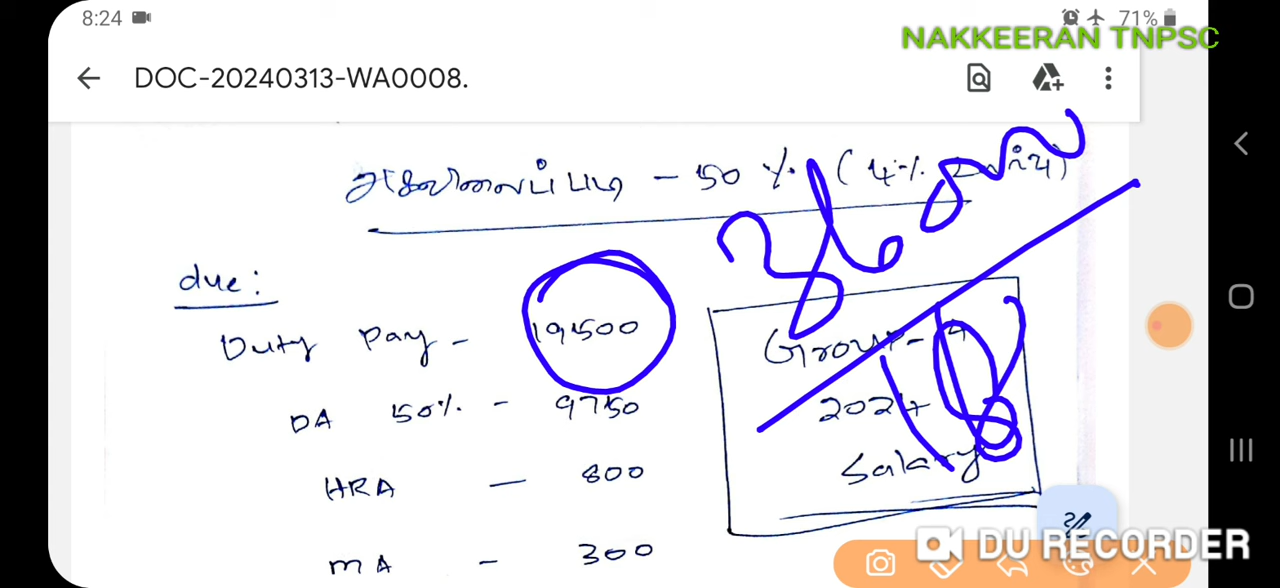 8:24 71%
NAKKEERAN TNPSC
DOC-20240313-WA0008.
அகவிலைப்படி - 50 % ( 4%
due:
Duty Pay - 19500
DA 50% - 9750
HRA - 800
MA - 300
Group - 4
2024
Salary
DU RECORDER